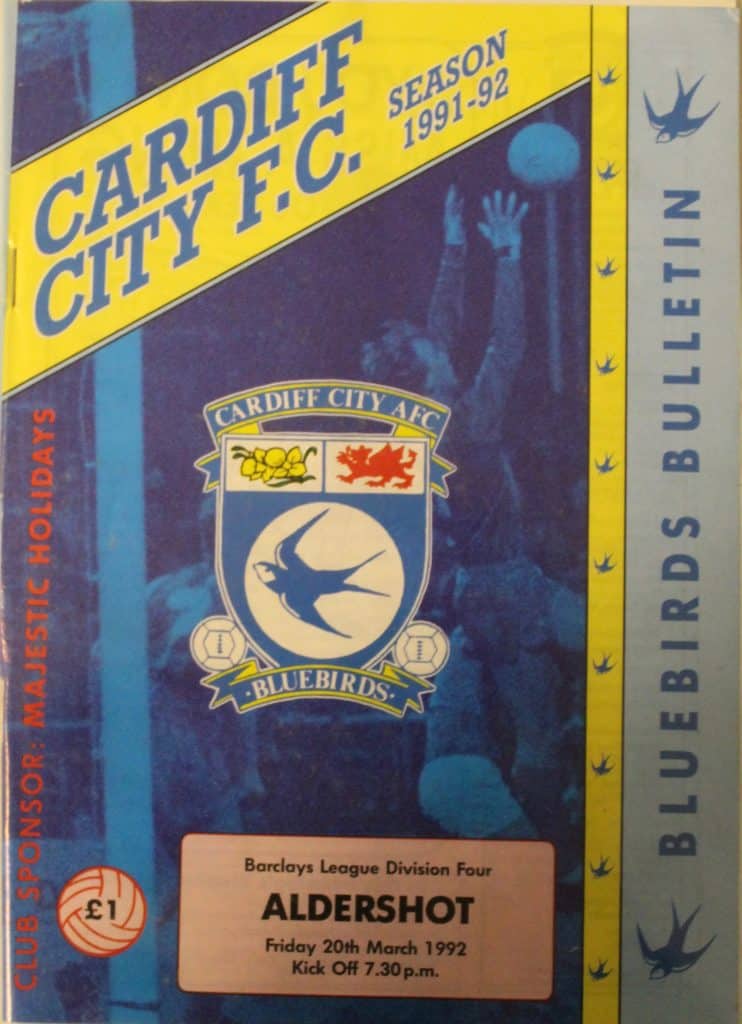 CARDIFF
CITY F.C.
SEASON
1991-92
BLUEBIRDS BULLETIN
CARDIFF CITY AFC
·BLUEBIRDS·
CLUB SPONSOR: MAJESTIC HOLIDAYS
£1
Barclays League Division Four
ALDERSHOT
Friday 20th March 1992
Kick Off 7.30p.m.